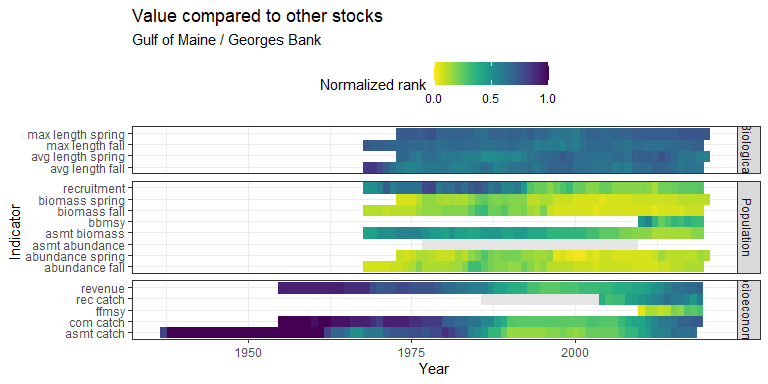 Value compared to other stocks
Gulf of Maine / Georges Bank
Normalized rank
0.0 0.5 1.0
Indicator
max length spring
max length fall
avg length spring
avg length fall
Biologica
recruitment
biomass spring
biomass fall
bbmsy
asmt biomass
asmt abundance
abundance spring
abundance fall
Population
revenue
rec catch
ffmsy
com catch
asmt catch
cioeconom
1950 1975 2000
Year